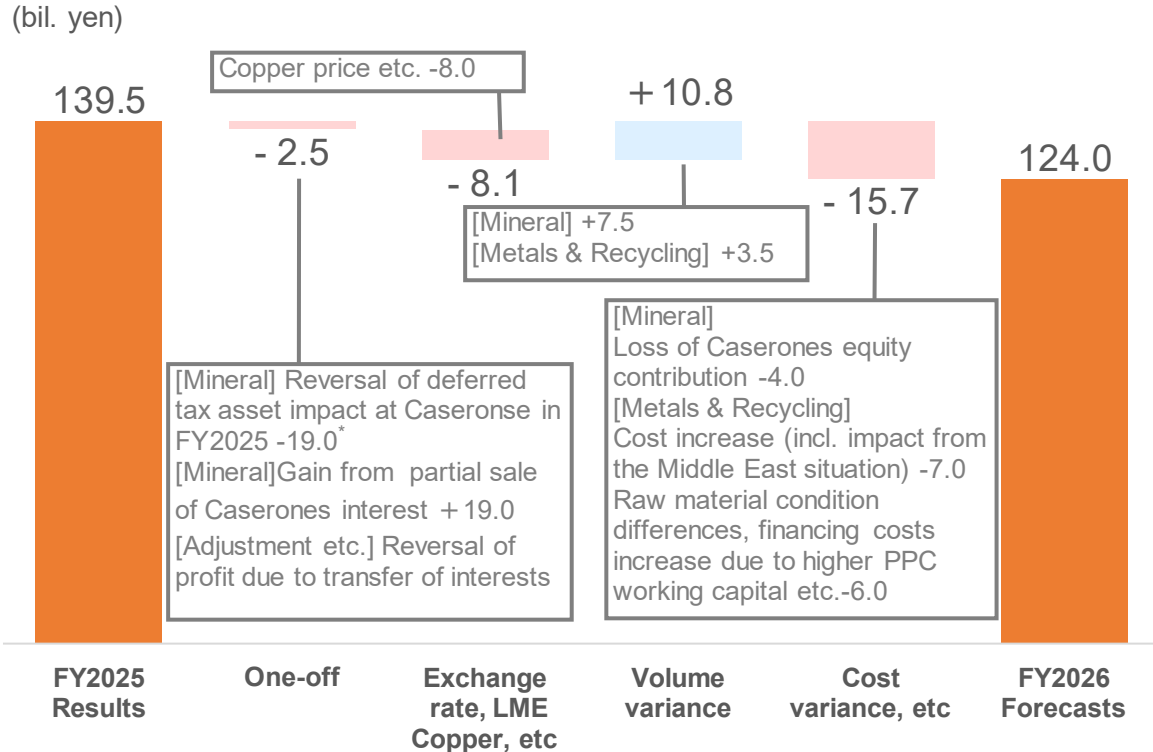 (bil. yen)
Copper price etc. -8.0
139.5
- 2.5
- 8.1
＋10.8
- 15.7
124.0
[Mineral] +7.5
[Metals & Recycling] +3.5
[Mineral] Reversal of deferred
tax asset impact at Caseronse in
FY2025 -19.0*
[Mineral]Gain from partial sale
of Caserones interest ＋19.0
[Adjustment etc.] Reversal of
profit due to transfer of interests
[Mineral]
Loss of Caserones equity
contribution -4.0
[Metals & Recycling]
Cost increase (incl. impact from
the Middle East situation) -7.0
Raw material condition
differences, financing costs
increase due to higher PPC
working capital etc.-6.0
FY2025
Results
One-off
Exchange
rate, LME
Copper, etc
Volume
variance
Cost
variance, etc
FY2026
Forecasts